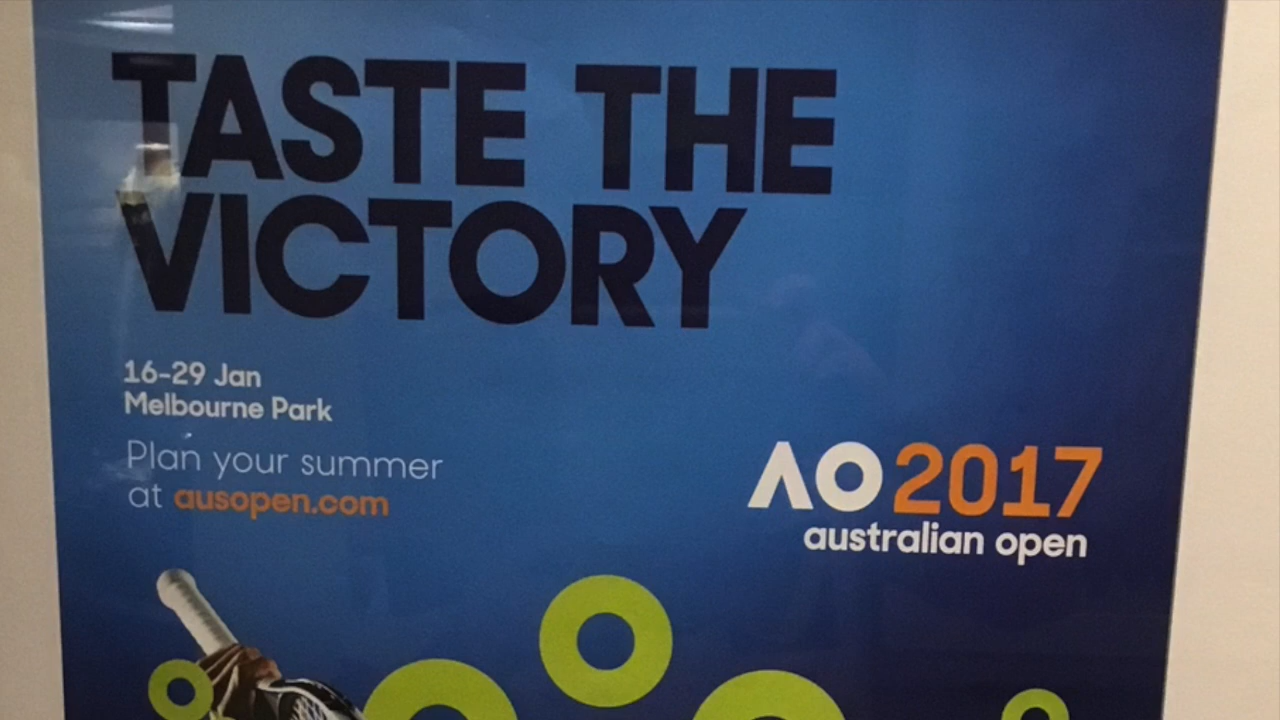 TASTE THE
VICTORY
16-29 Jan
Melbourne Park
Plan your summer
at ausopen.com
AO 2017
australian open